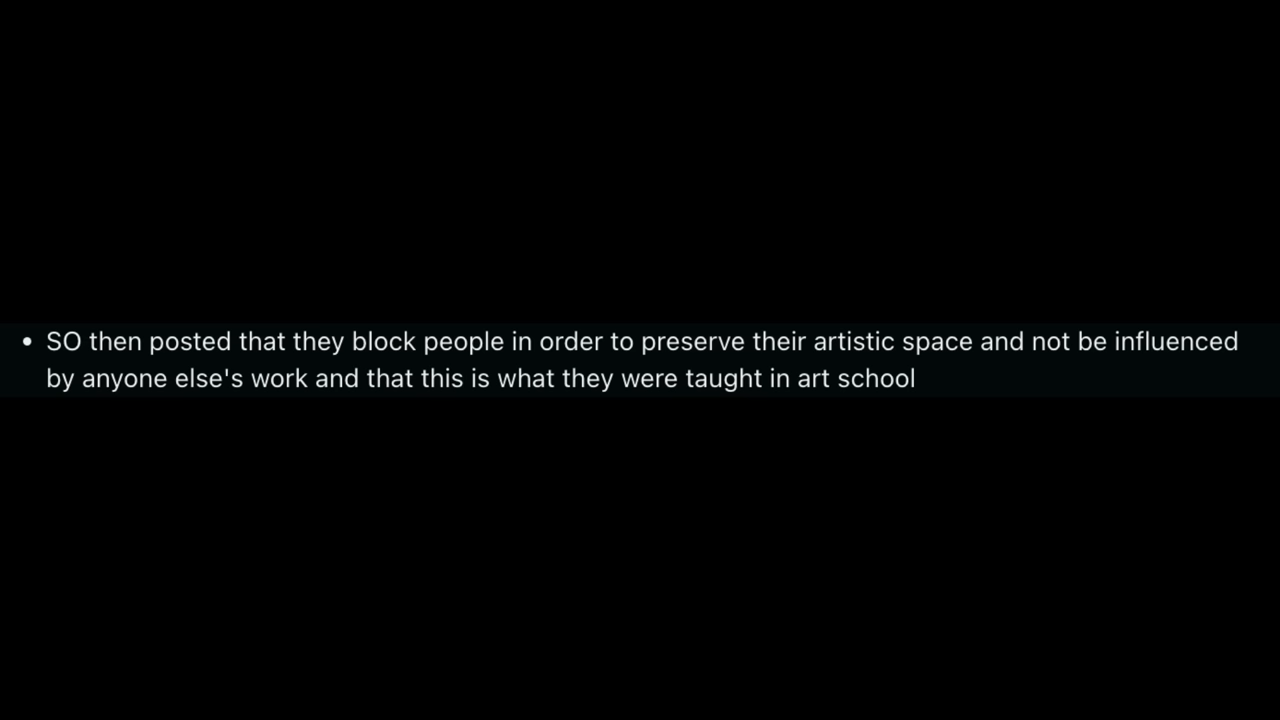 • SO then posted that they block people in order to preserve their artistic space and not be influenced
by anyone else's work and that this is what they were taught in art school